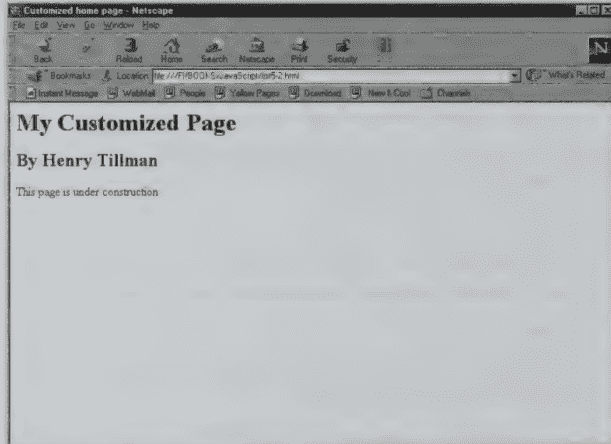 Customized home page - Netscape
File Edit View Go Window Help
Back Reload Home Search Netscape Print Security
Bookmarks Location: What's Related
Instant Message WebMail People Yellow Pages Download New & Cool Channels
My Customized Page
By Henry Tillman
This page is under construction